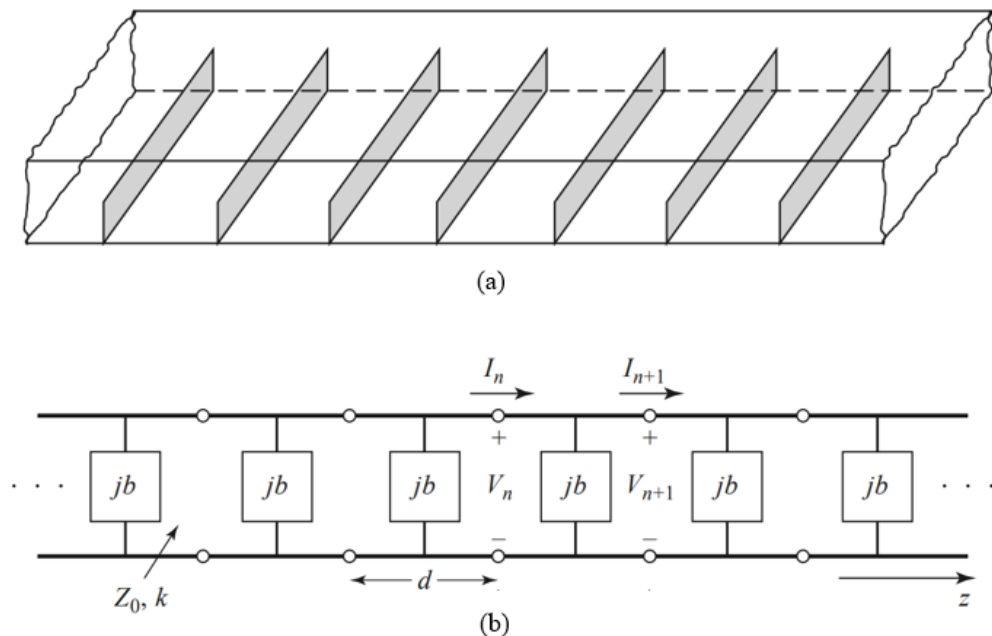 (a)
I_n I_{n+1}
+ +
· · · jb jb jb V_n jb V_{n+1} jb jb · · ·
− −
Z_0, k d z
(b)